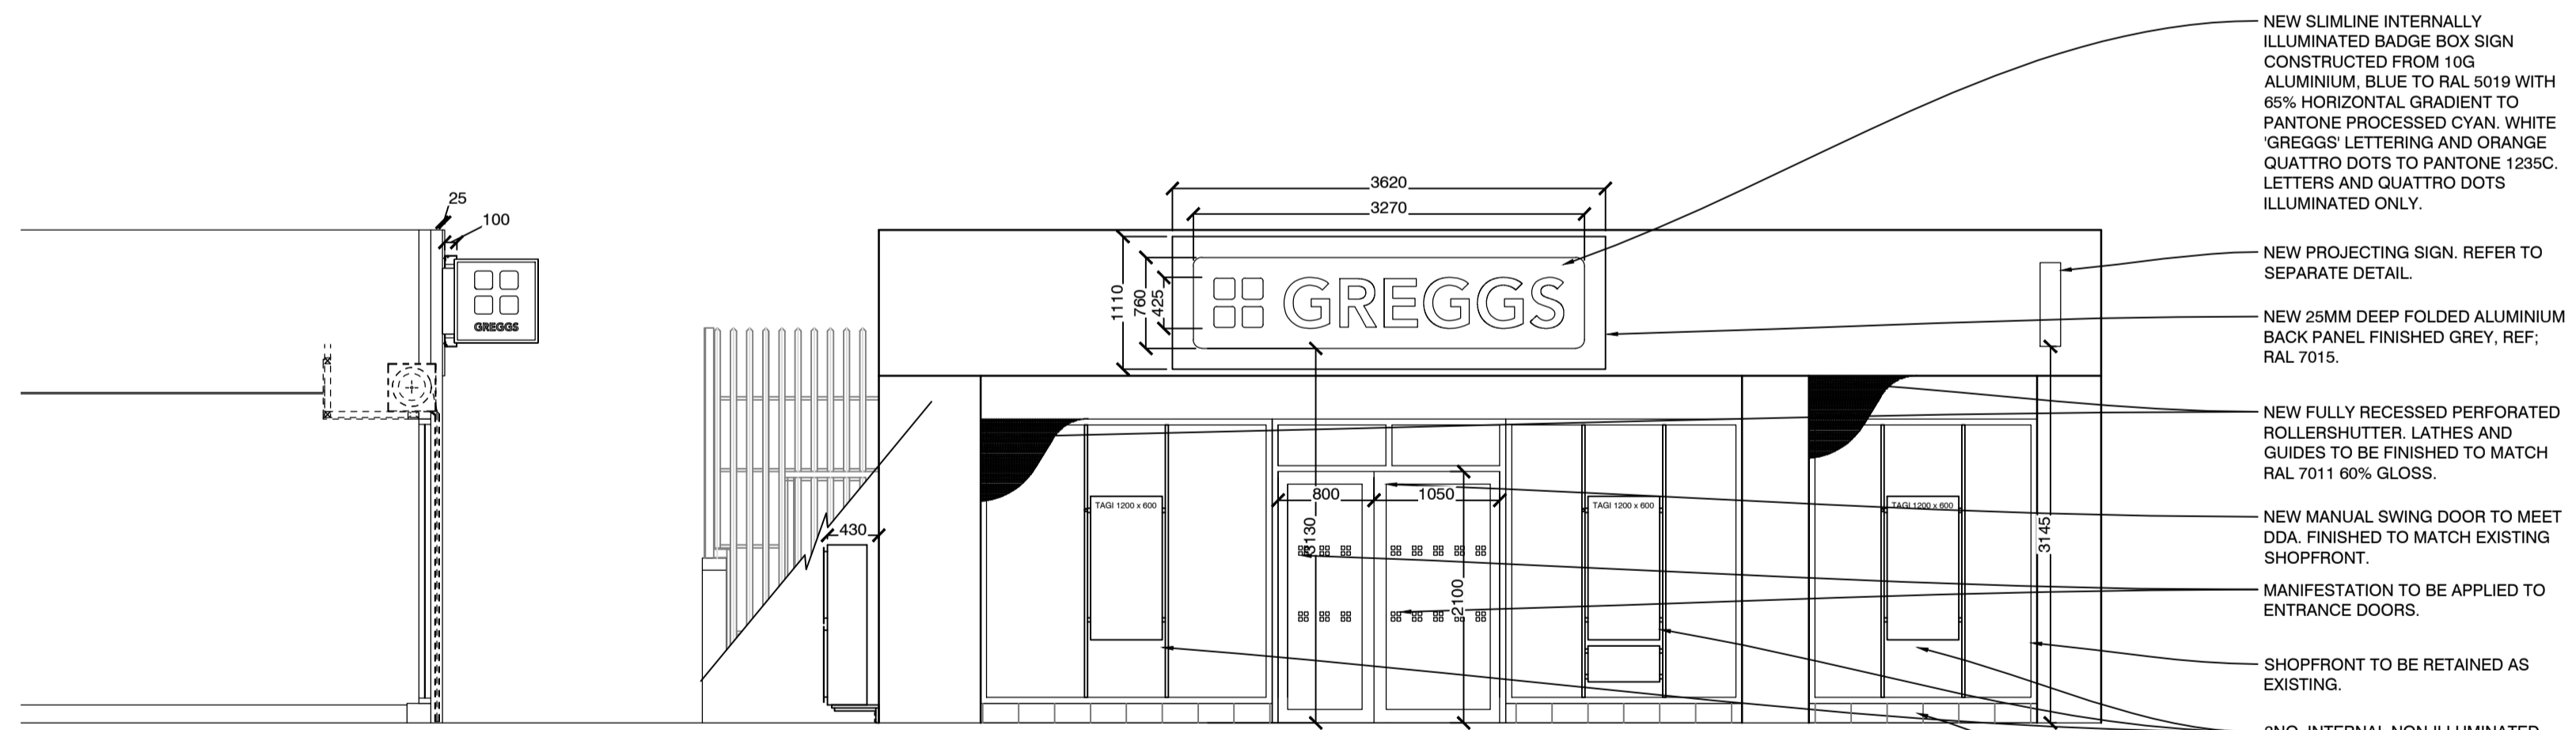 25
100
GREGGS
430
3620
3270
1110
760
425
GREGGS
TAGI 1200 x 600
800
1050
3130
2100
TAGI 1200 x 600
TAGI 1200 x 600
3145
NEW SLIMLINE INTERNALLY
ILLUMINATED BADGE BOX SIGN
CONSTRUCTED FROM 10G
ALUMINIUM, BLUE TO RAL 5019 WITH
65% HORIZONTAL GRADIENT TO
PANTONE PROCESSED CYAN. WHITE
'GREGGS' LETTERING AND ORANGE
QUATTRO DOTS TO PANTONE 1235C.
LETTERS AND QUATTRO DOTS
ILLUMINATED ONLY.
NEW PROJECTING SIGN. REFER TO
SEPARATE DETAIL.
NEW 25MM DEEP FOLDED ALUMINIUM
BACK PANEL FINISHED GREY, REF;
RAL 7015.
NEW FULLY RECESSED PERFORATED
ROLLERSHUTTER. LATHES AND
GUIDES TO BE FINISHED TO MATCH
RAL 7011 60% GLOSS.
NEW MANUAL SWING DOOR TO MEET
DDA. FINISHED TO MATCH EXISTING
SHOPFRONT.
MANIFESTATION TO BE APPLIED TO
ENTRANCE DOORS.
SHOPFRONT TO BE RETAINED AS
EXISTING.
INTERNAL NON ILLUMINATED